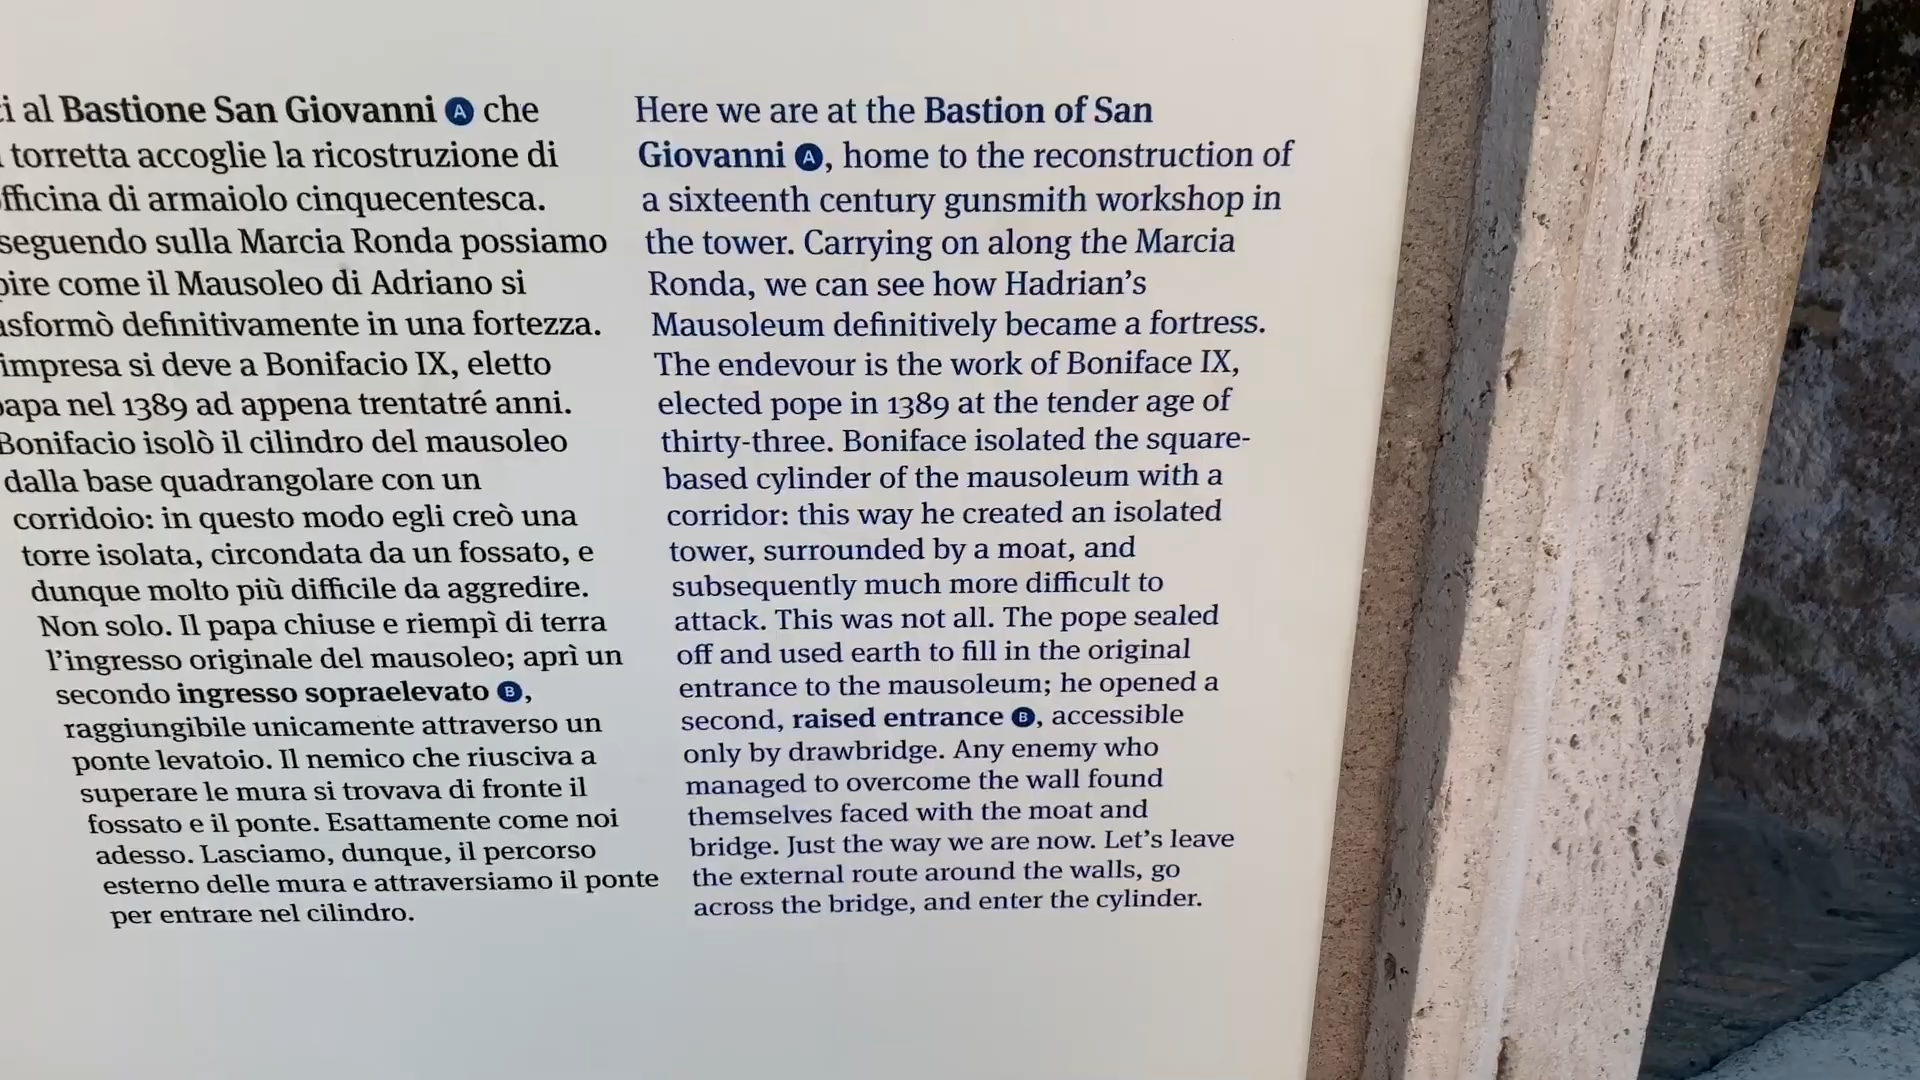 al Bastione San Giovanni A che
torretta accoglie la ricostruzione di
di armaiolo cinquecentesca.
seguendo sulla Marcia Ronda possiamo
come il Mausoleo di Adriano si
definitivamente in una fortezza.
impresa si deve a Bonifacio IX, eletto
papa nel 1389 ad appena trentatré anni.
Bonifacio isolò il cilindro del mausoleo
dalla base quadrangolare con un
corridoio: in questo modo egli creò una
torre isolata, circondata da un fossato, e
dunque molto più difficile da aggredire.
Non solo. Il papa chiuse e riempì di terra
l’ingresso originale del mausoleo; aprì un
secondo ingresso sopraelevato B,
raggiungibile unicamente attraverso un
ponte levatoio. Il nemico che riusciva a
superare le mura si trovava di fronte il
fossato e il ponte. Esattamente come noi
adesso. Lasciamo, dunque, il percorso
esterno delle mura e attraversiamo il ponte
per entrare nel cilindro.
Here we are at the Bastion of San
Giovanni A, home to the reconstruction of
a sixteenth century gunsmith workshop in
the tower. Carrying on along the Marcia
Ronda, we can see how Hadrian’s
Mausoleum definitively became a fortress.
The endevour is the work of Boniface IX,
elected pope in 1389 at the tender age of
thirty-three. Boniface isolated the square-
based cylinder of the mausoleum with a
corridor: this way he created an isolated
tower, surrounded by a moat, and
subsequently much more difficult to
attack. This was not all. The pope sealed
off and used earth to fill in the original
entrance to the mausoleum; he opened a
second, raised entrance B, accessible
only by drawbridge. Any enemy who
managed to overcome the wall found
themselves faced with the moat and
bridge. Just the way we are now. Let’s leave
the external route around the walls, go
across the bridge, and enter the cylinder.